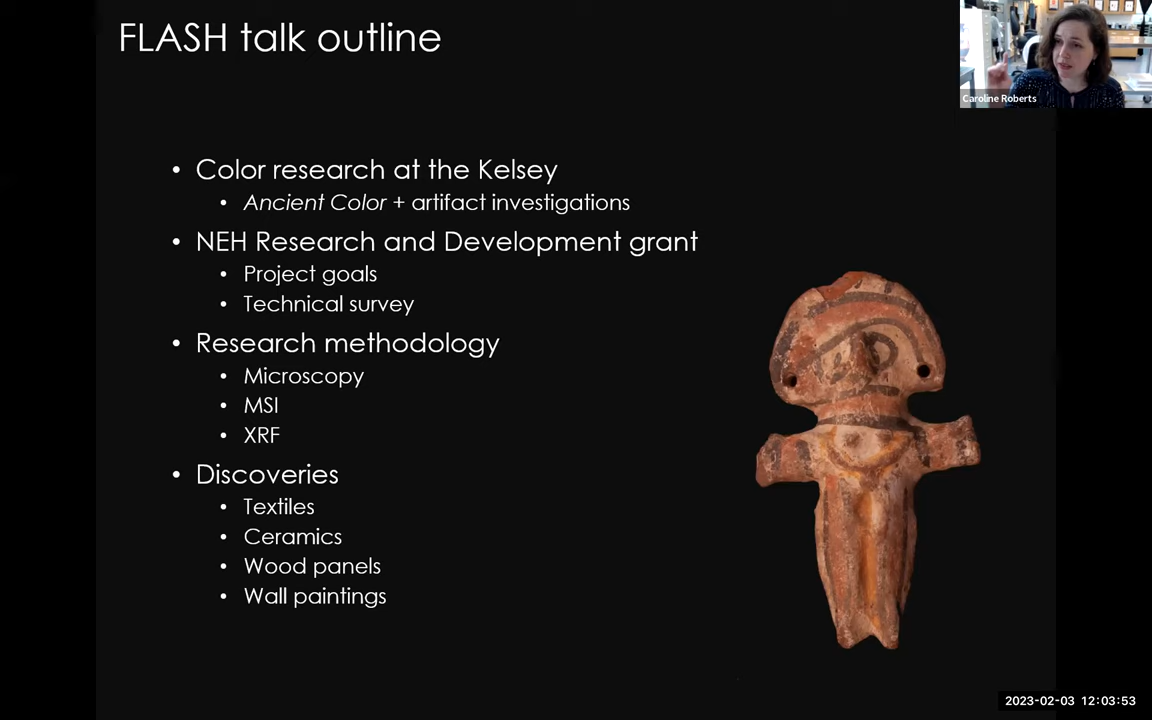 FLASH talk outline
Caroline Roberts
• Color research at the Kelsey
• Ancient Color + artifact investigations
• NEH Research and Development grant
• Project goals
• Technical survey
• Research methodology
• Microscopy
• MSI
• XRF
• Discoveries
• Textiles
• Ceramics
• Wood panels
• Wall paintings
2023-02-03 12:03:53